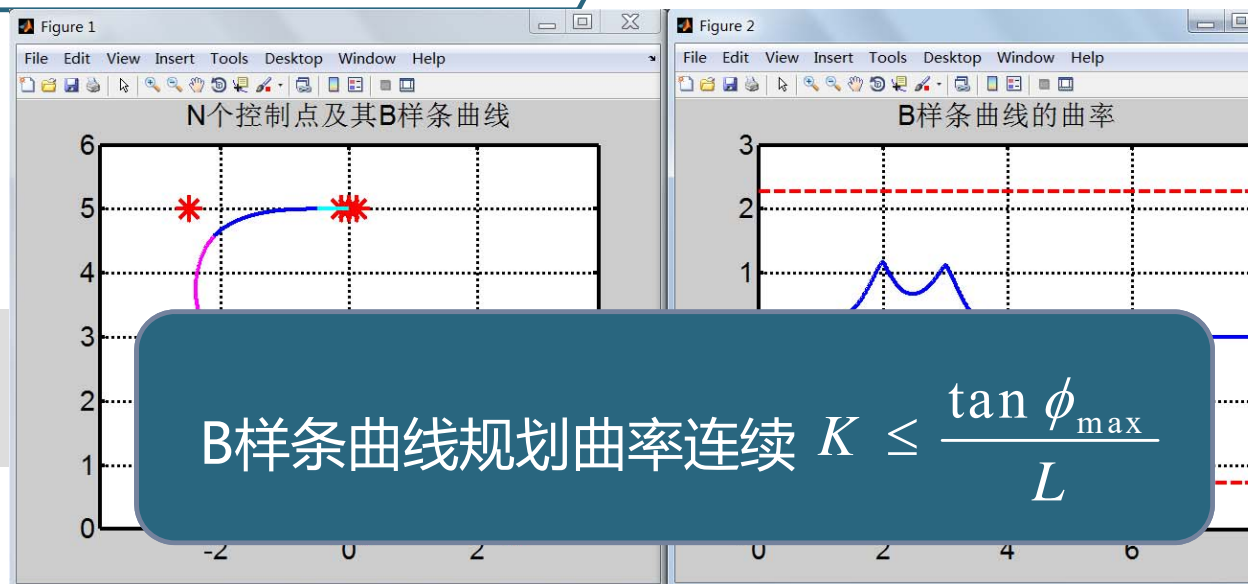 Figure 1
File Edit View Insert Tools Desktop Window Help
N个控制点及其B样条曲线
6
5
4
3
2
1
0
-2 0 2
Figure 2
File Edit View Insert Tools Desktop Window Help
B样条曲线的曲率
3
2
1
0 2 4 6
B样条曲线规划曲率连续 K ≤ tan ϕmax / L